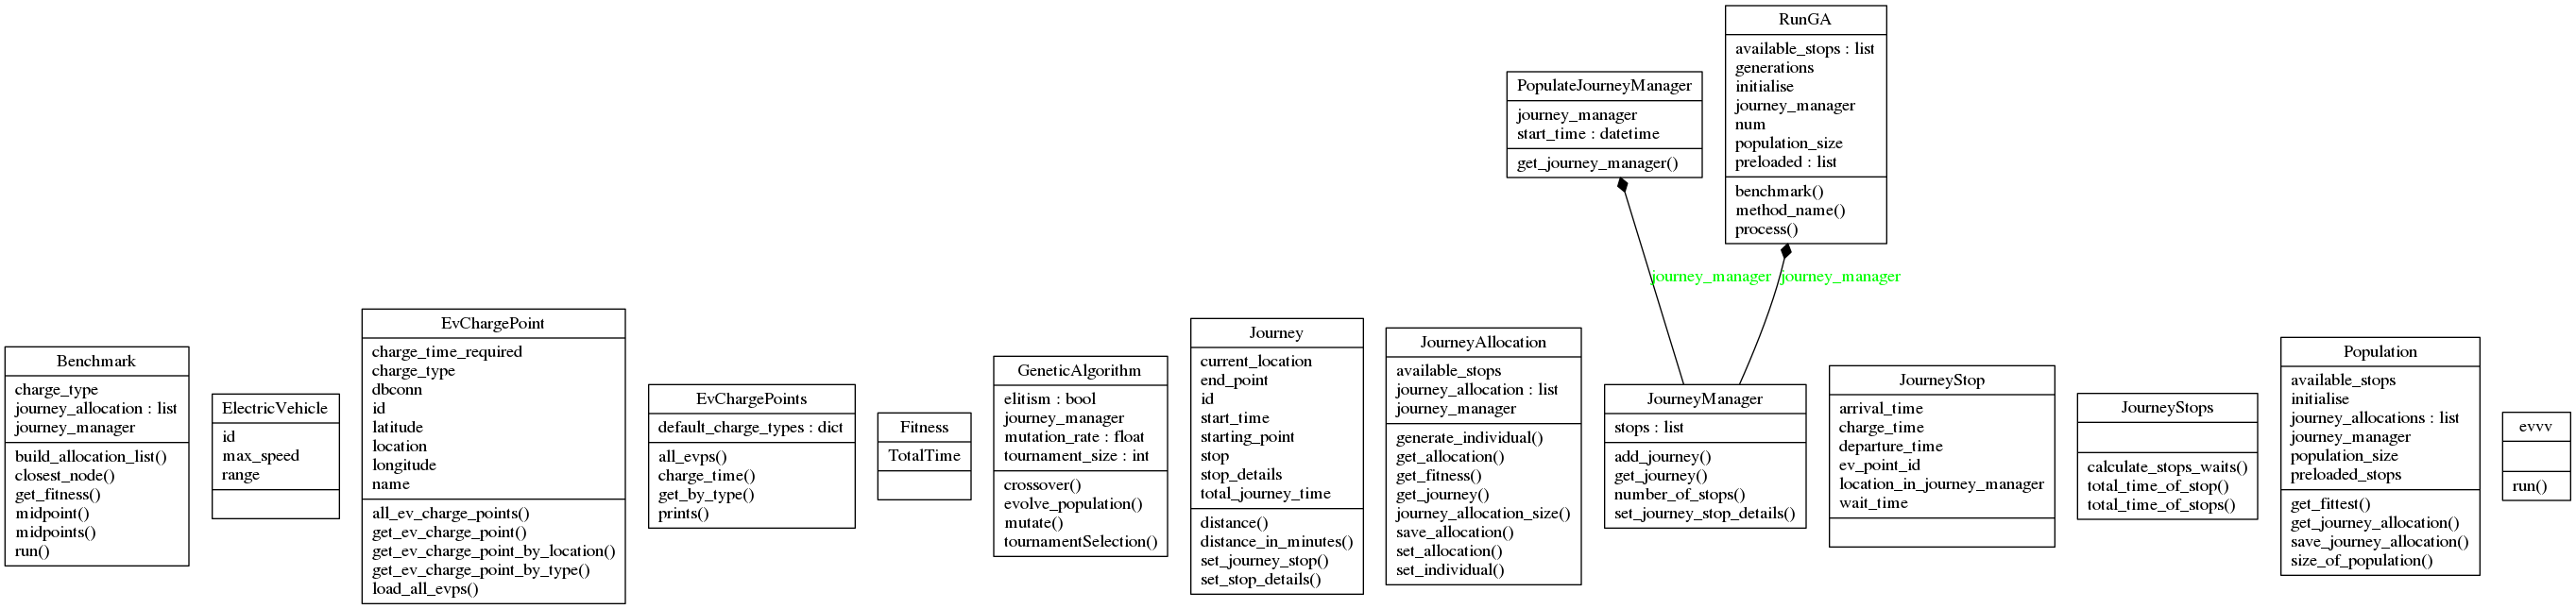 RunGA
available_stops : list
generations
initialise
journey_manager
num
population_size
preloaded : list
benchmark()
method_name()
process()
PopulateJourneyManager
journey_manager
start_time : datetime
get_journey_manager()
journey_manager
journey_manager
Benchmark
charge_type
journey_allocation : list
journey_manager
build_allocation_list()
closest_node()
get_fitness()
midpoint()
midpoints()
run()
ElectricVehicle
id
max_speed
range
EvChargePoint
charge_time_required
charge_type
dbconn
id
latitude
location
longitude
name
all_ev_charge_points()
get_ev_charge_point()
get_ev_charge_point_by_location()
get_ev_charge_point_by_type()
load_all_evps()
EvChargePoints
default_charge_types : dict
all_evps()
charge_time()
get_by_type()
prints()
Fitness
TotalTime
GeneticAlgorithm
elitism : bool
journey_manager
mutation_rate : float
tournament_size : int
crossover()
evolve_population()
mutate()
tournamentSelection()
Journey
current_location
end_point
id
start_time
starting_point
stop
stop_details
total_journey_time
distance()
distance_in_minutes()
set_journey_stop()
set_stop_details()
JourneyAllocation
available_stops
journey_allocation : list
journey_manager
generate_individual()
get_allocation()
get_fitness()
get_journey()
journey_allocation_size()
save_allocation()
set_allocation()
set_individual()
JourneyManager
stops : list
add_journey()
get_journey()
number_of_stops()
set_journey_stop_details()
JourneyStop
arrival_time
charge_time
departure_time
ev_point_id
location_in_journey_manager
wait_time
JourneyStops
calculate_stops_waits()
total_time_of_stop()
total_time_of_stops()
Population
available_stops
initialise
journey_allocations : list
journey_manager
population_size
preloaded_stops
get_fittest()
get_journey_allocation()
save_journey_allocation()
size_of_population()
evvv
run()